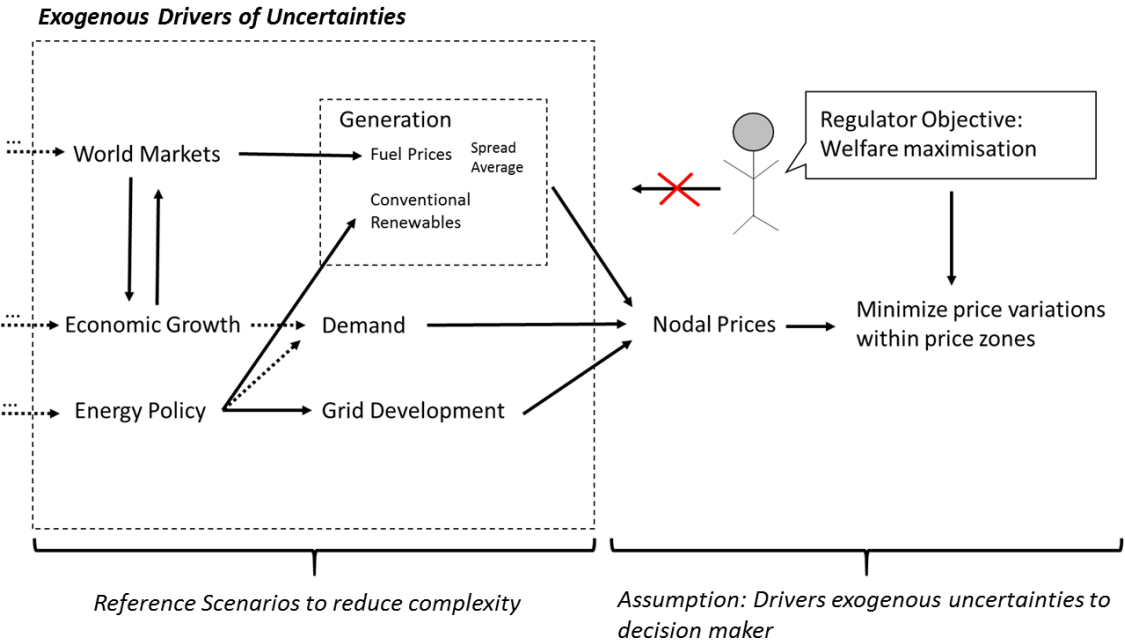 Exogenous Drivers of Uncertainties
Generation
World Markets
Fuel Prices
Spread
Average
Conventional
Renewables
Regulator Objective:
Welfare maximisation
Economic Growth
Demand
Nodal Prices
Minimize price variations
within price zones
Energy Policy
Grid Development
Reference Scenarios to reduce complexity
Assumption: Drivers exogenous uncertainties to
decision maker